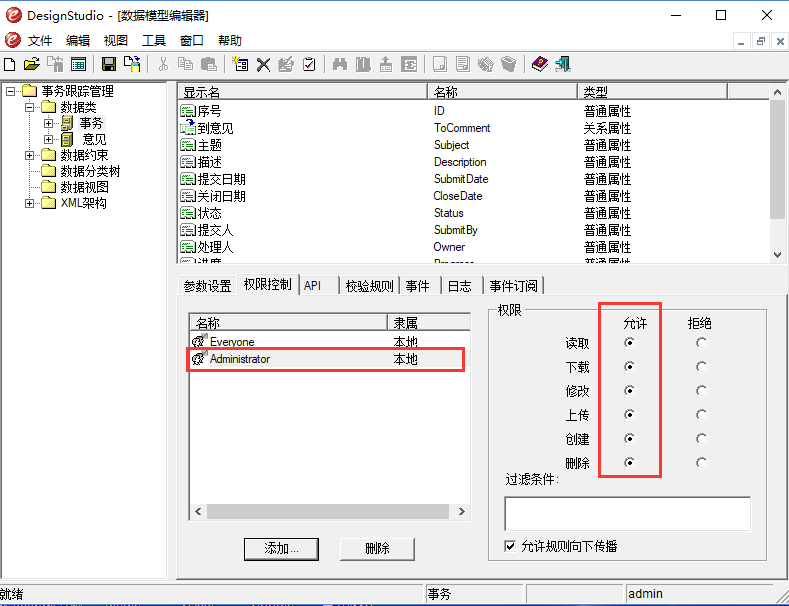 DesignStudio - [数据模型编辑器]
文件 编辑 视图 工具 窗口 帮助
事务跟踪管理
数据类
事务
意见
数据约束
数据分类树
数据视图
XML架构
显示名 名称 类型
序号 ID 普通属性
到意见 ToComment 关系属性
主题 Subject 普通属性
描述 Description 普通属性
提交日期 SubmitDate 普通属性
关闭日期 CloseDate 普通属性
状态 Status 普通属性
提交人 SubmitBy 普通属性
处理人 Owner 普通属性
参数设置 权限控制 API 校验规则 事件 日志 事件订阅
名称 隶属
Everyone 本地
Administrator 本地
添加... 删除
权限
允许 拒绝
读取
下载
修改
上传
创建
删除
过滤条件:
允许规则向下传播
就绪 事务 admin